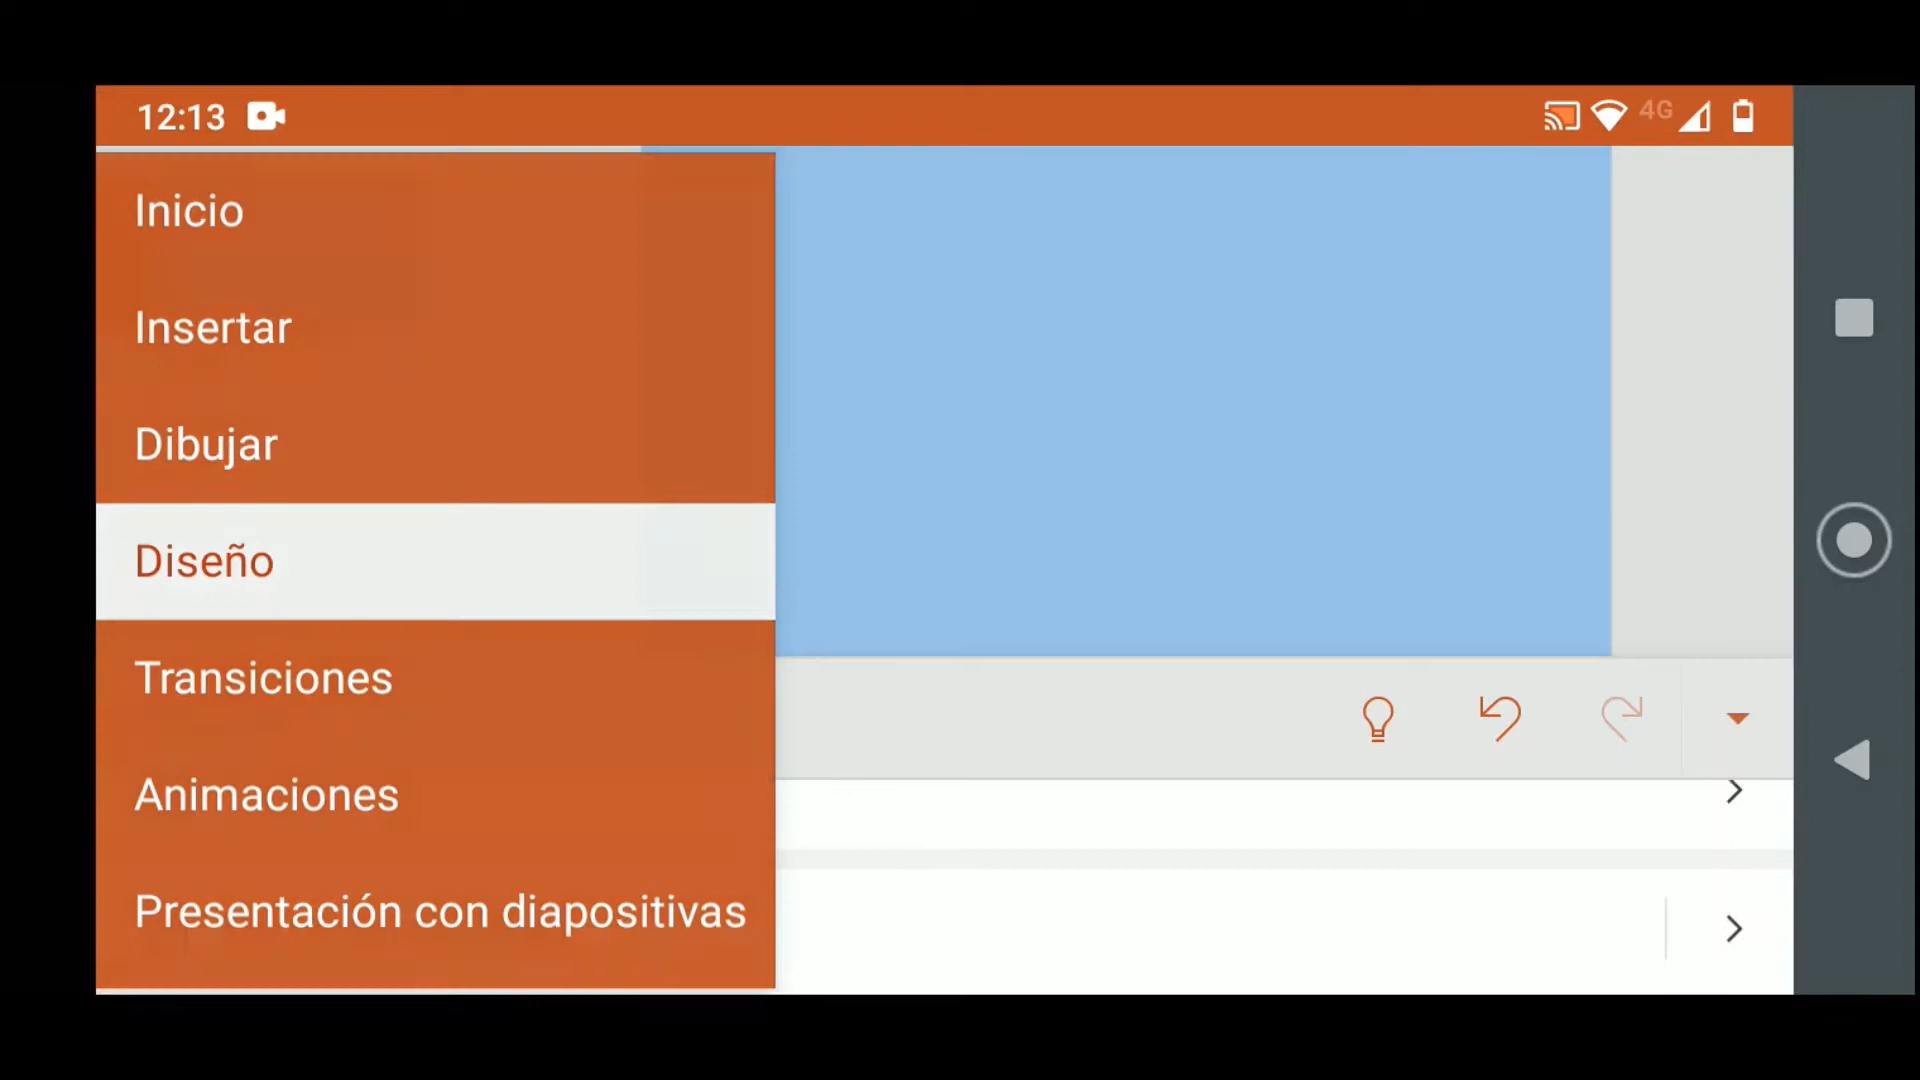 12:13
4G
Inicio
Insertar
Dibujar
Diseño
Transiciones
Animaciones
Presentación con diapositivas